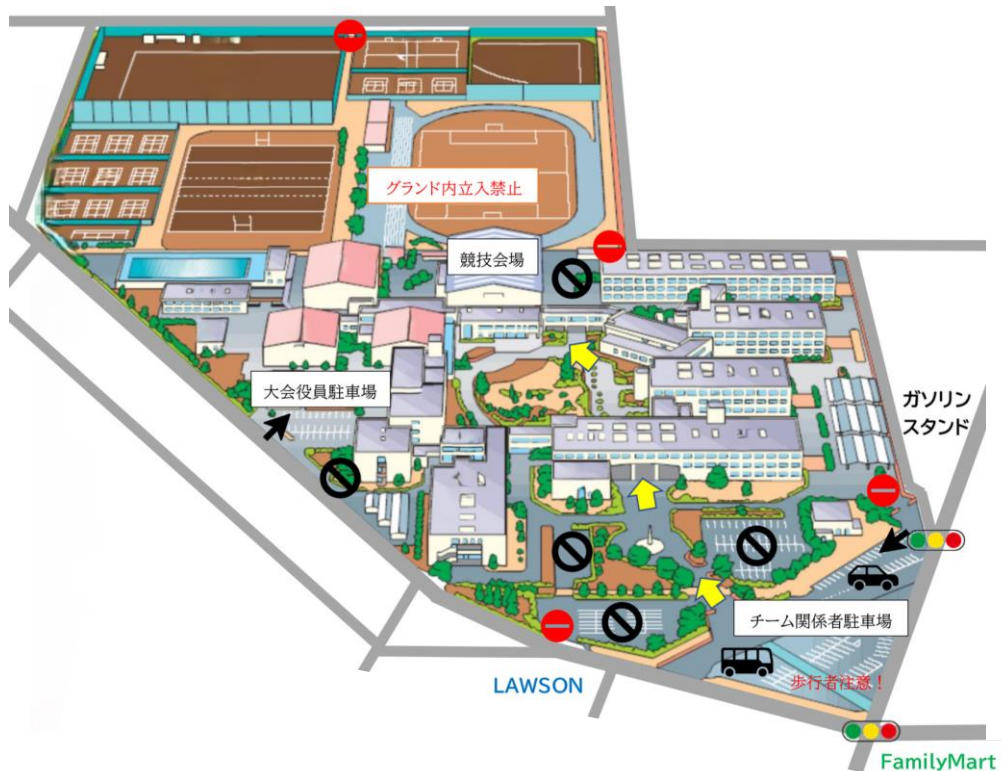 グランド内立入禁止
競技会場
大会役員駐車場
ガソリン
スタンド
チーム関係者駐車場
歩行者注意！
LAWSON
FamilyMart